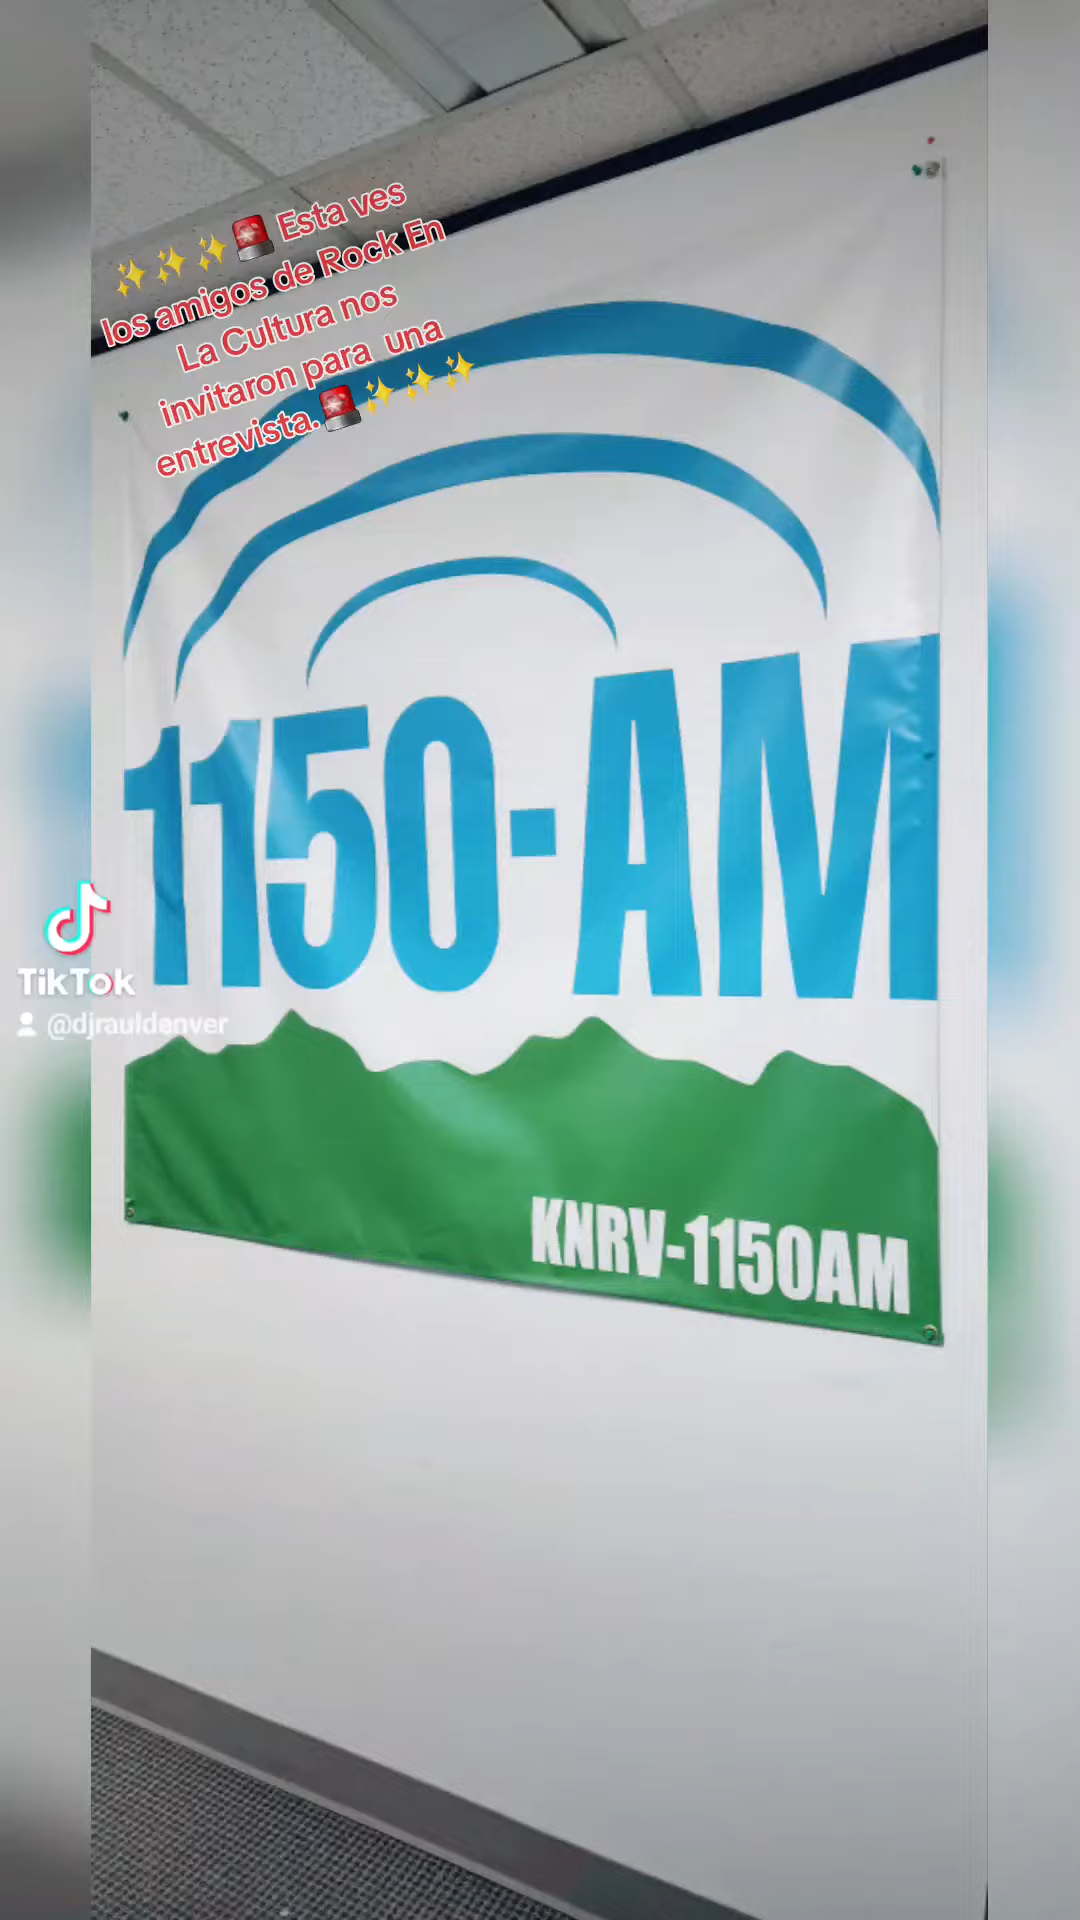 ✨✨✨🚨 Esta ves
los amigos de Rock En
La Cultura nos
invitaron para una
entrevista.🚨✨✨✨
1150-AM
TikTok
@djrauldenver
KNRV-1150AM